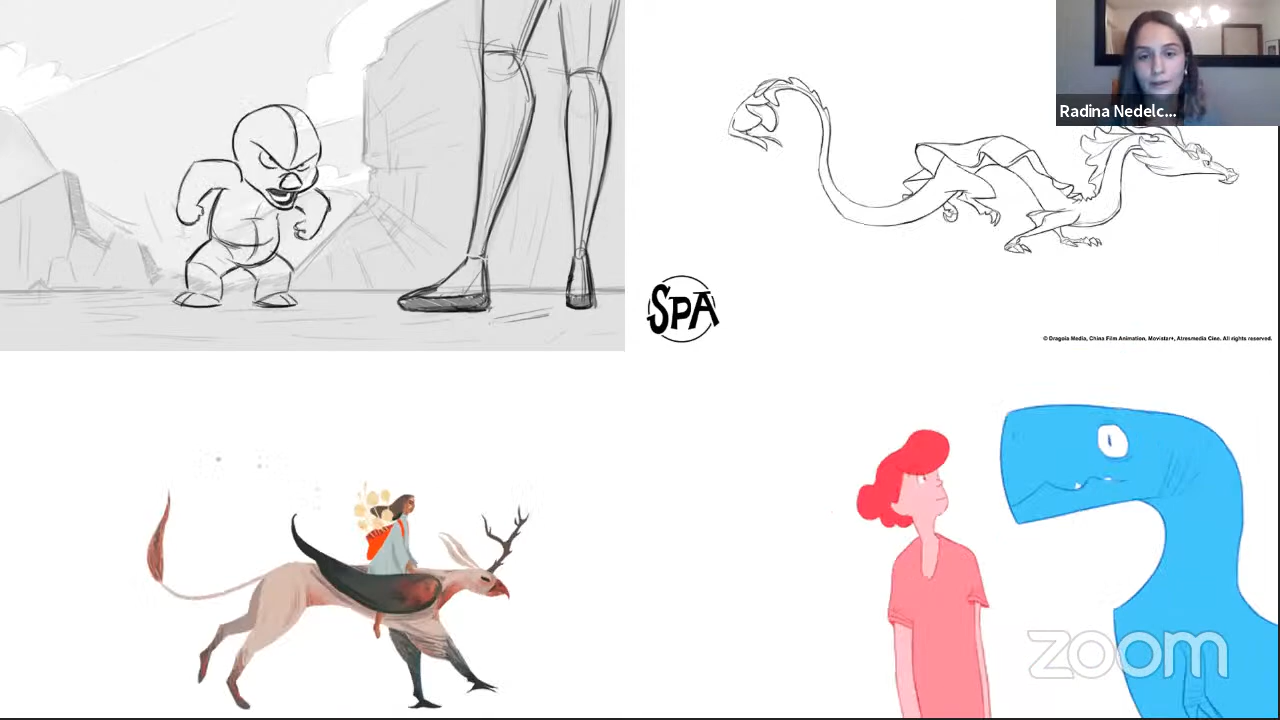 Radina Nedelc...
SPA
© Dragoia Media, China Film Animation, Movistar+, Atresmedia Cine. All rights reserved.
zoom